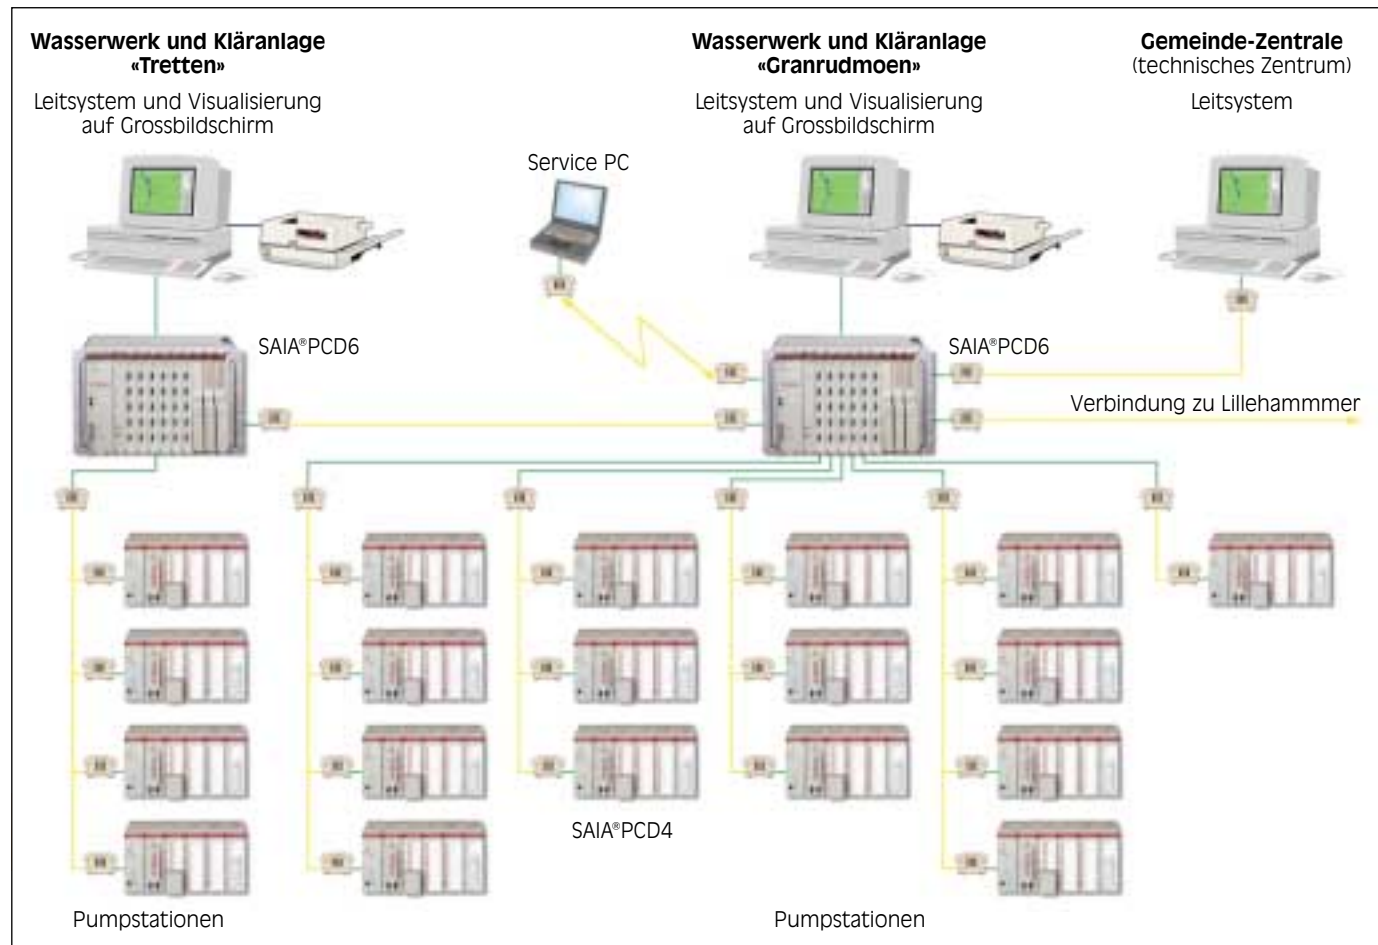 Wasserwerk und Kläranlage
«Tretten»
Leitsystem und Visualisierung
auf Grossbildschirm
Wasserwerk und Kläranlage
«Granrudmoen»
Leitsystem und Visualisierung
auf Grossbildschirm
Gemeinde-Zentrale
(technisches Zentrum)
Leitsystem
Service PC
SAIA®PCD6
SAIA®PCD6
Verbindung zu Lillehammmer
SAIA®PCD4
Pumpstationen
Pumpstationen